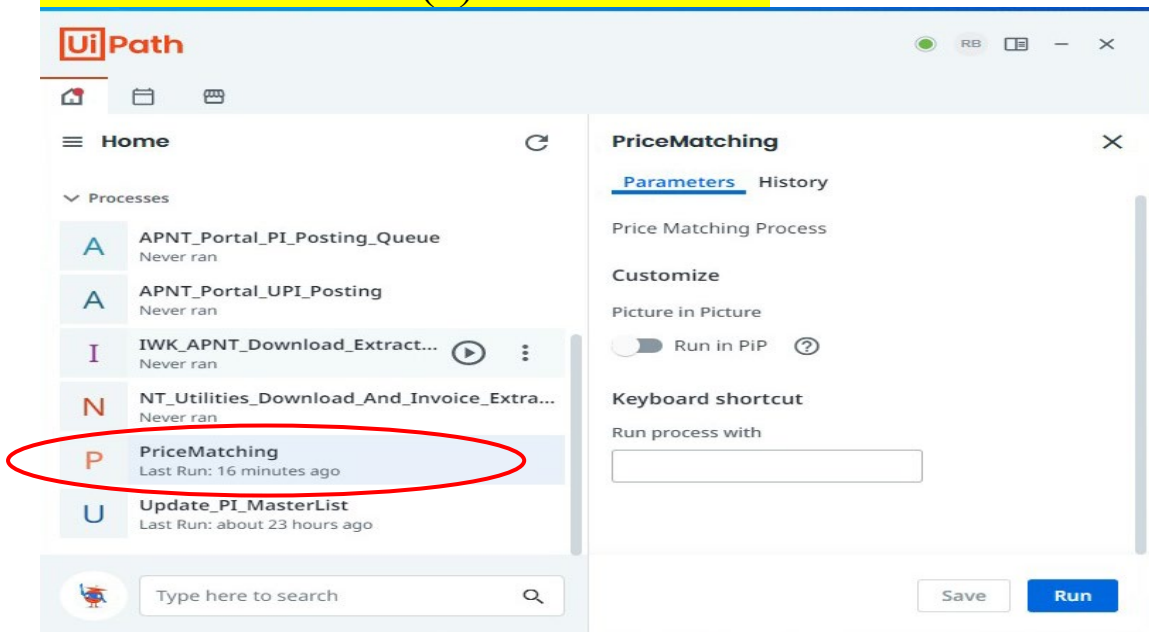 UiPath
RB
Home
PriceMatching
Parameters History
Processes
Price Matching Process
A APNT_Portal_PI_Posting_Queue
Never ran
Customize
A APNT_Portal_UPI_Posting
Never ran
Picture in Picture
I IWK_APNT_Download_Extract...
Never ran
Run in PiP
N NT_Utilities_Download_And_Invoice_Extra...
Never ran
Keyboard shortcut
Run process with
P PriceMatching
Last Run: 16 minutes ago
U Update_PI_MasterList
Last Run: about 23 hours ago
Type here to search
Save Run